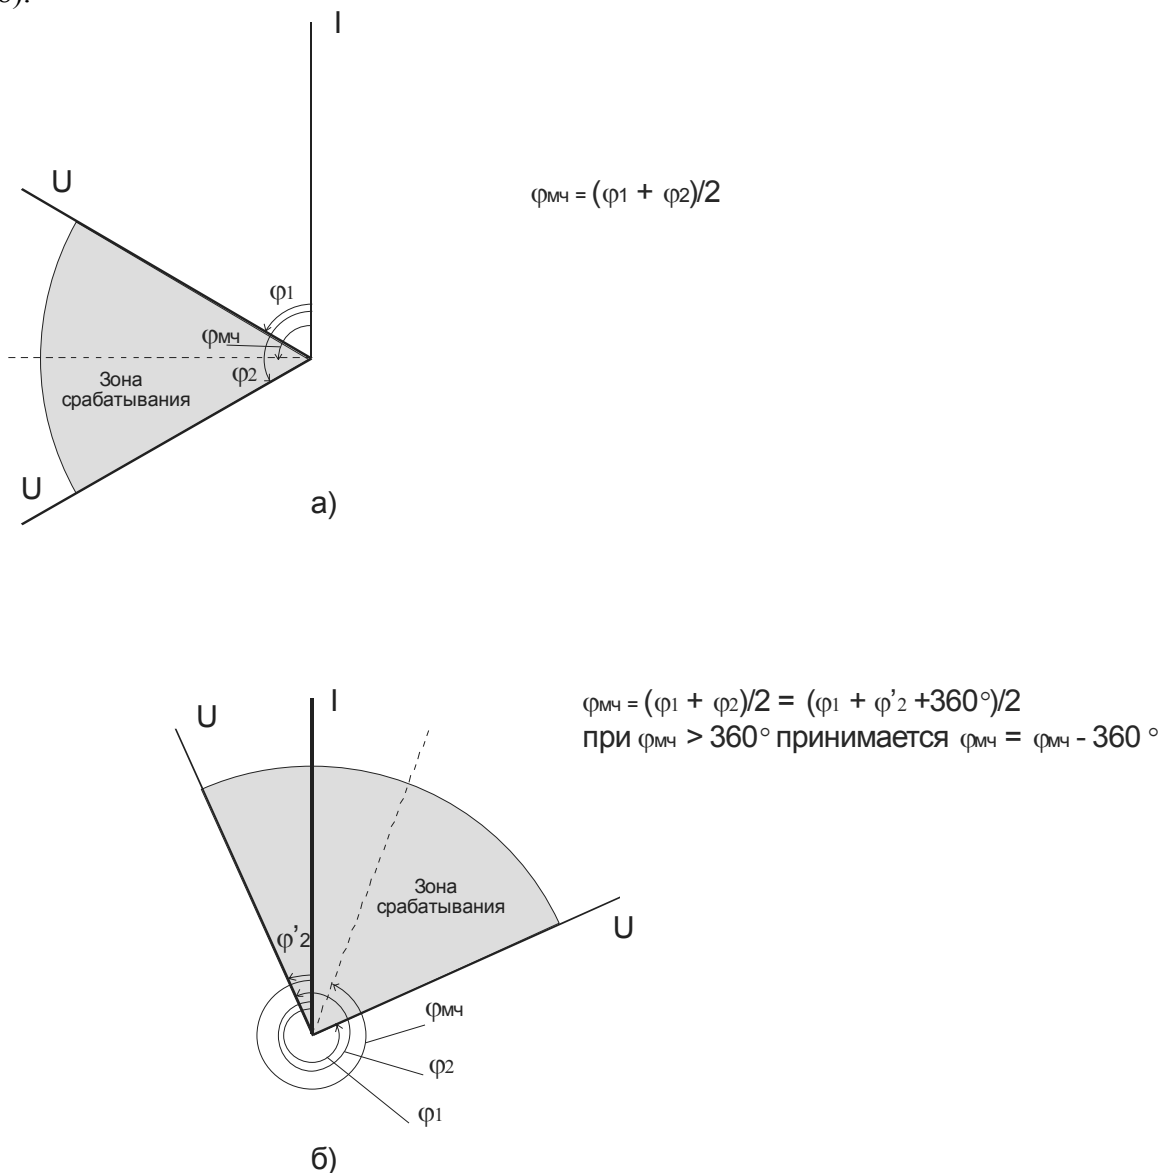 б).
I
U
φмч = (φ1 + φ2)/2
φ1
φмч
φ2
Зона
срабатывания
U
а)
I
U
φмч = (φ1 + φ2)/2 = (φ1 + φ’2 +360°)/2
при φмч > 360° принимается φмч = φмч - 360 °
Зона
срабатывания
U
φ’2
φмч
φ2
φ1
б)